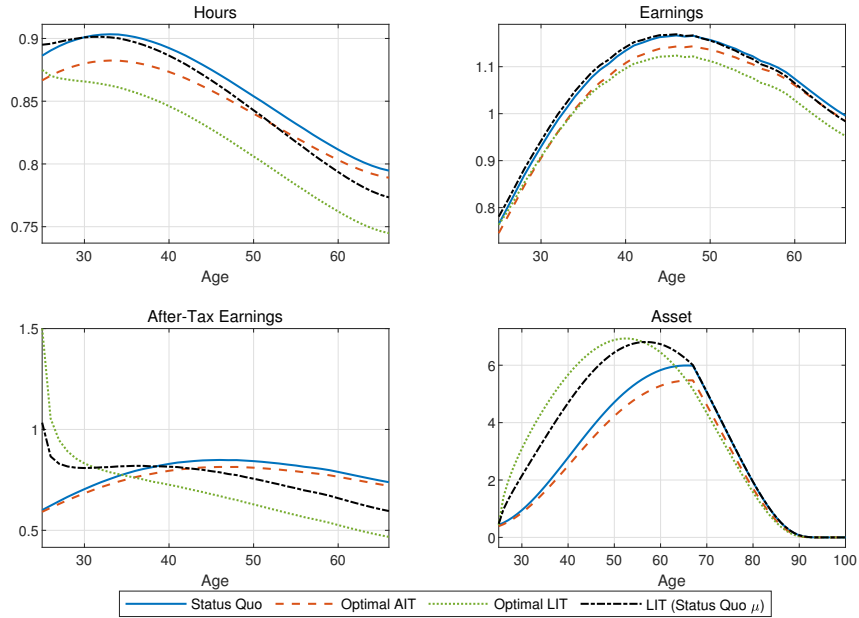 Hours
0.9
0.85
0.8
0.75
30 40 50 60
Age
Earnings
1.1
1
0.9
0.8
30 40 50 60
Age
After-Tax Earnings
1.5
1
0.5
30 40 50 60
Age
Asset
6
4
2
0
30 40 50 60 70 80 90 100
Age
Status Quo Optimal AIT Optimal LIT LIT (Status Quo μ)